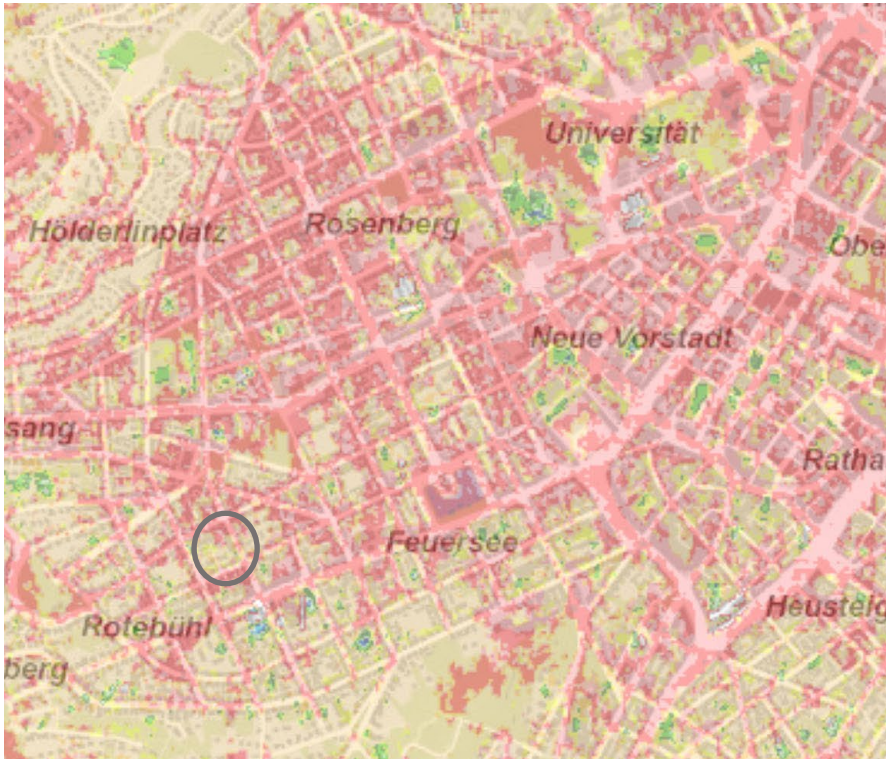 Universität
Hölderlinplatz
Rosenberg
Obe
Neue Vorstadt
sang
Ratha
Feuersee
Heusteig
Rotebühl
berg